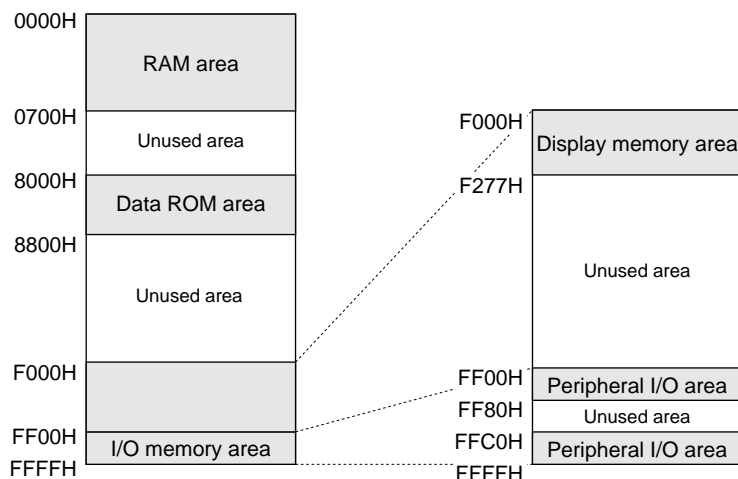 0000H
RAM area
0700H
Unused area
8000H
Data ROM area
8800H
Unused area
F000H
FF00H
I/O memory area
FFFFH
F000H
Display memory area
F277H
Unused area
FF00H
Peripheral I/O area
FF80H
Unused area
FFC0H
Peripheral I/O area
FFFFH